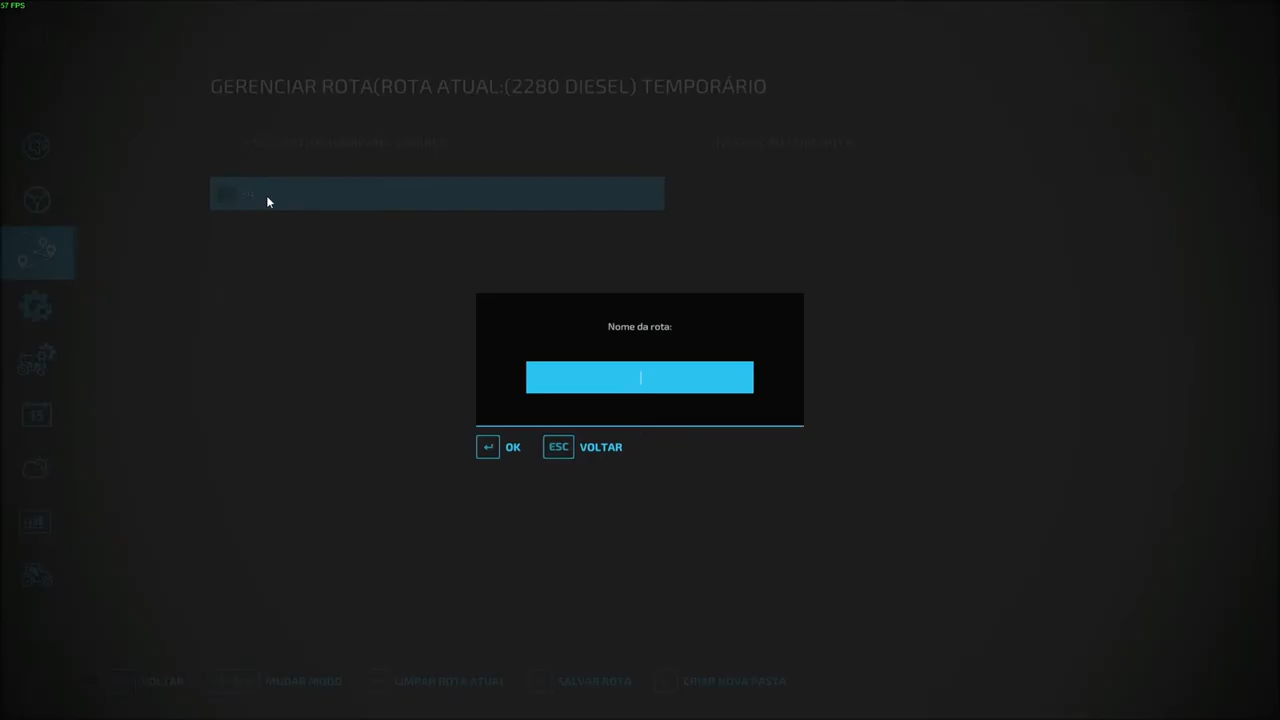 57 FPS
GERENCIAR ROTA(ROTA ATUAL:(2280 DIESEL) TEMPORÁRIO
Nome da rota:
OK
ESC VOLTAR
VOLTAR
MUDAR MODO
LIMPAR ROTA ATUAL
SALVAR ROTA
CRIAR NOVA PASTA